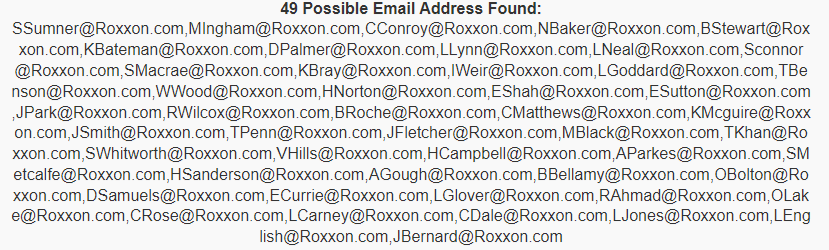 49 Possible Email Address Found:
SSumner@Roxxon.com,MIngham@Roxxon.com,CConroy@Roxxon.com,NBaker@Roxxon.com,BStewart@Rox
xon.com,KBateman@Roxxon.com,DPalmer@Roxxon.com,LLynn@Roxxon.com,LNeal@Roxxon.com,Sconnor
@Roxxon.com,SMacrae@Roxxon.com,KBray@Roxxon.com,IWeir@Roxxon.com,LGoddard@Roxxon.com,TBe
nson@Roxxon.com,WWood@Roxxon.com,HNorton@Roxxon.com,EShah@Roxxon.com,ESutton@Roxxon.com
,JPark@Roxxon.com,RWilcox@Roxxon.com,BRoche@Roxxon.com,CMatthews@Roxxon.com,KMcguire@Roxx
on.com,JSmith@Roxxon.com,TPenn@Roxxon.com,JFletcher@Roxxon.com,MBlack@Roxxon.com,TKhan@Ro
xxon.com,SWhitworth@Roxxon.com,VHills@Roxxon.com,HCampbell@Roxxon.com,AParkes@Roxxon.com,SM
etcalfe@Roxxon.com,HSanderson@Roxxon.com,AGough@Roxxon.com,BBellamy@Roxxon.com,OBolton@Ro
xxon.com,DSamuels@Roxxon.com,ECurrie@Roxxon.com,LGlover@Roxxon.com,RAhmad@Roxxon.com,OLak
e@Roxxon.com,CRose@Roxxon.com,LCarney@Roxxon.com,CDale@Roxxon.com,LJones@Roxxon.com,LEng
lish@Roxxon.com,JBernard@Roxxon.com